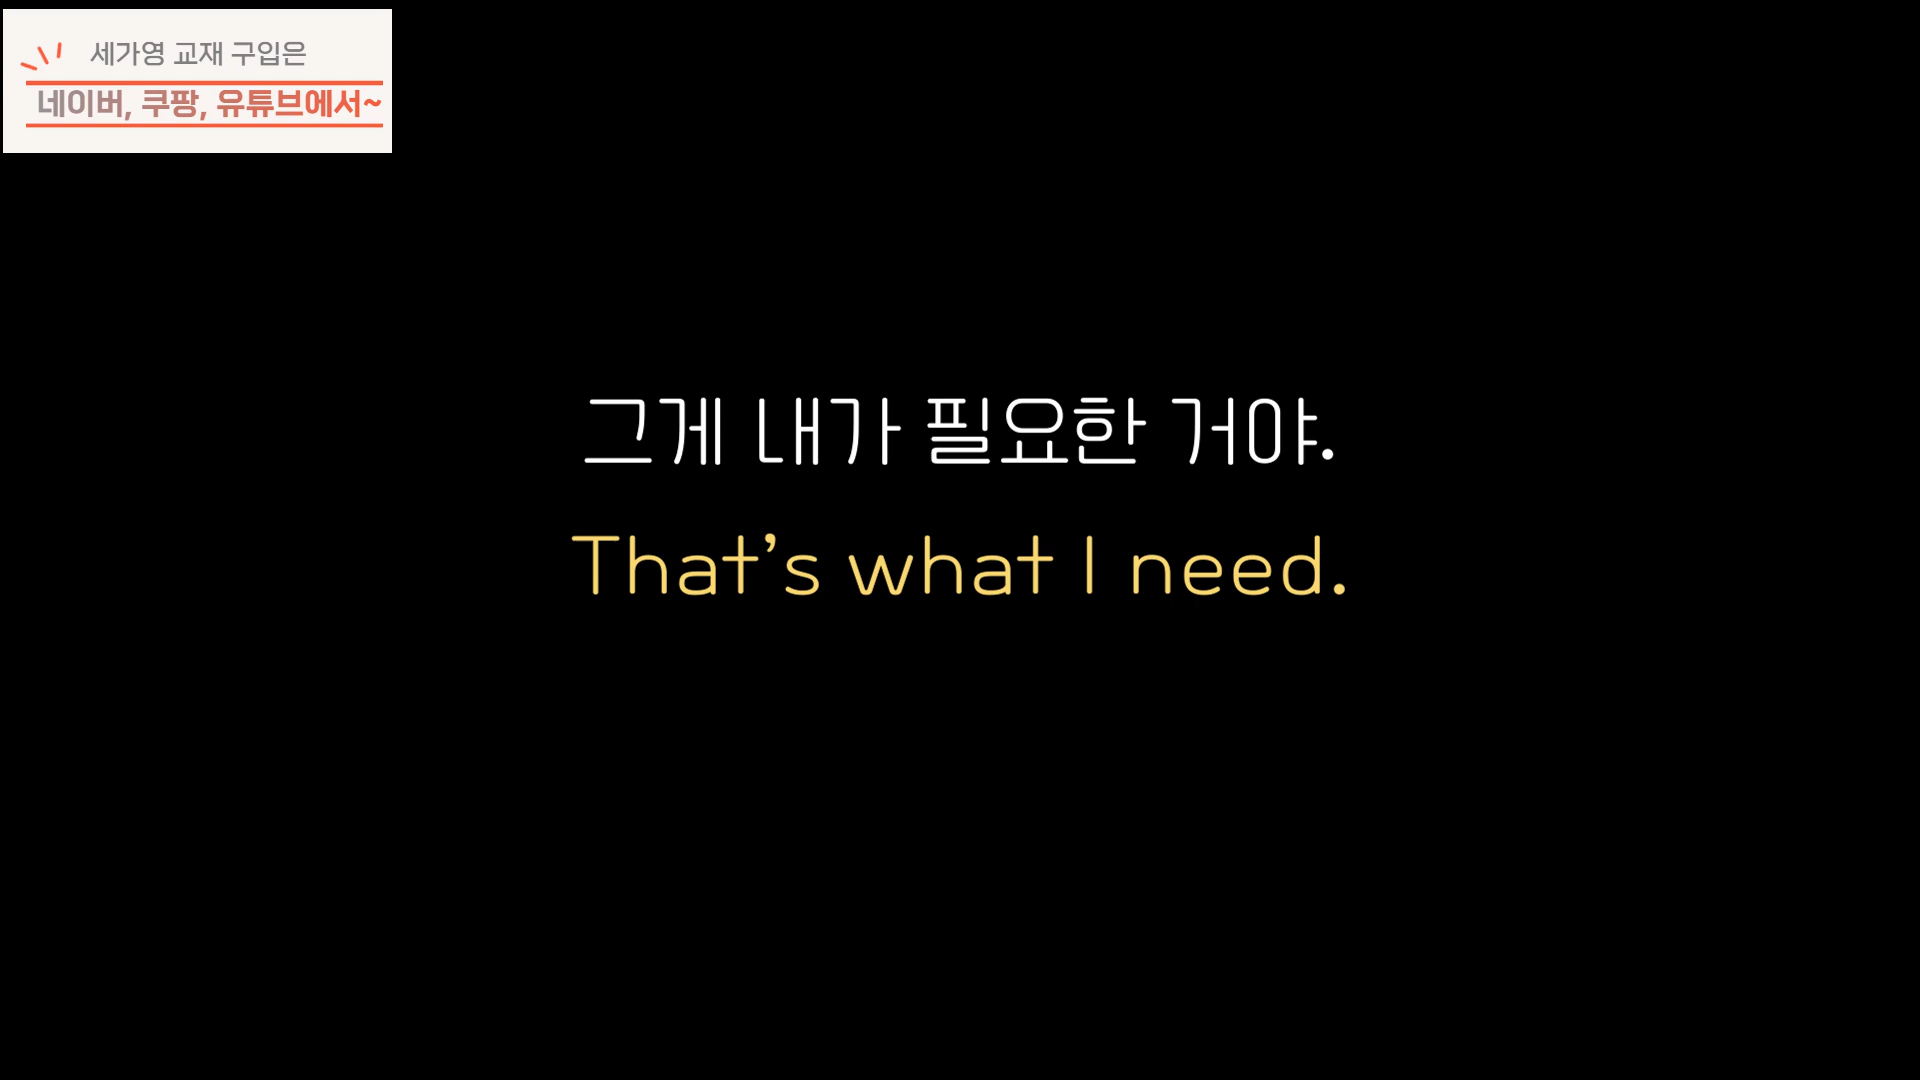 세가영 교재 구입은
네이버, 쿠팡, 유튜브에서~
그게 내가 필요한 거야.
That’s what I need.